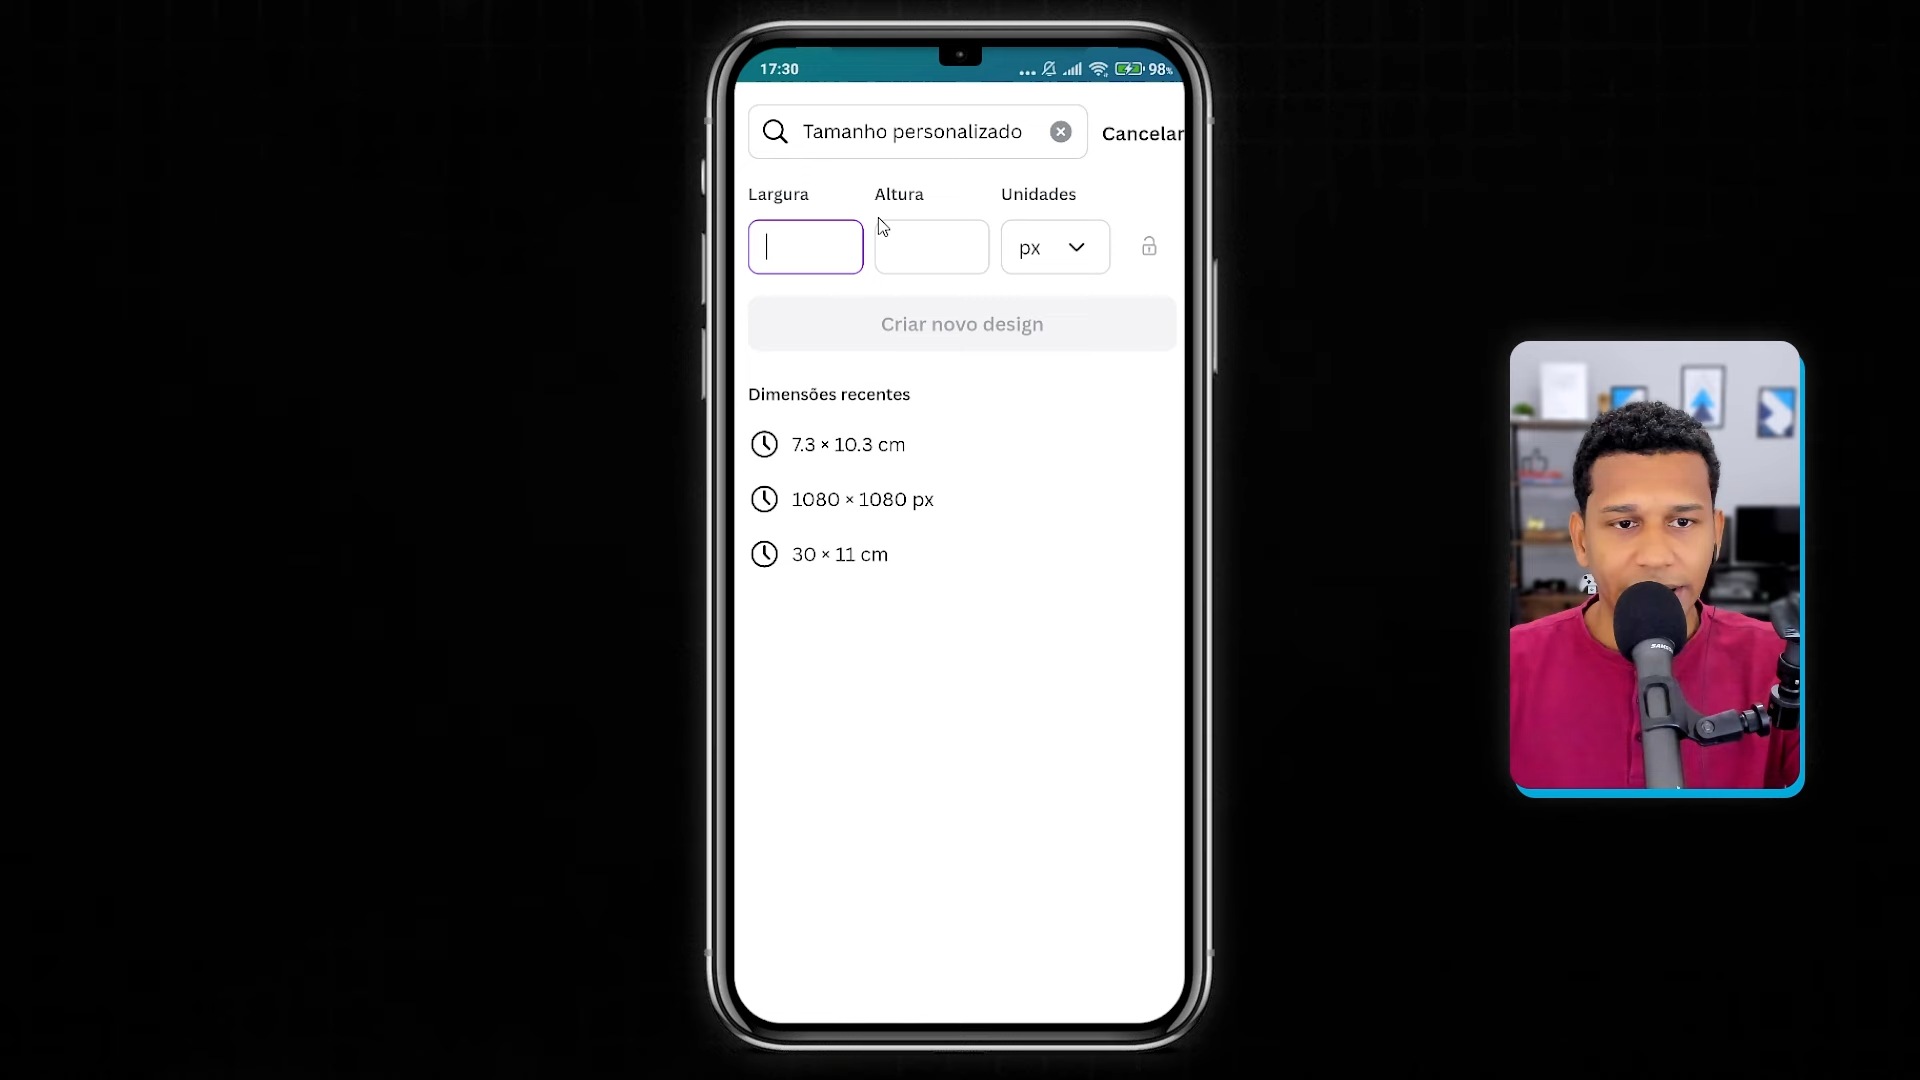 17:30
98%
Tamanho personalizado
Cancelar
Largura
Altura
Unidades
px
Criar novo design
Dimensões recentes
7.3 × 10.3 cm
1080 × 1080 px
30 × 11 cm